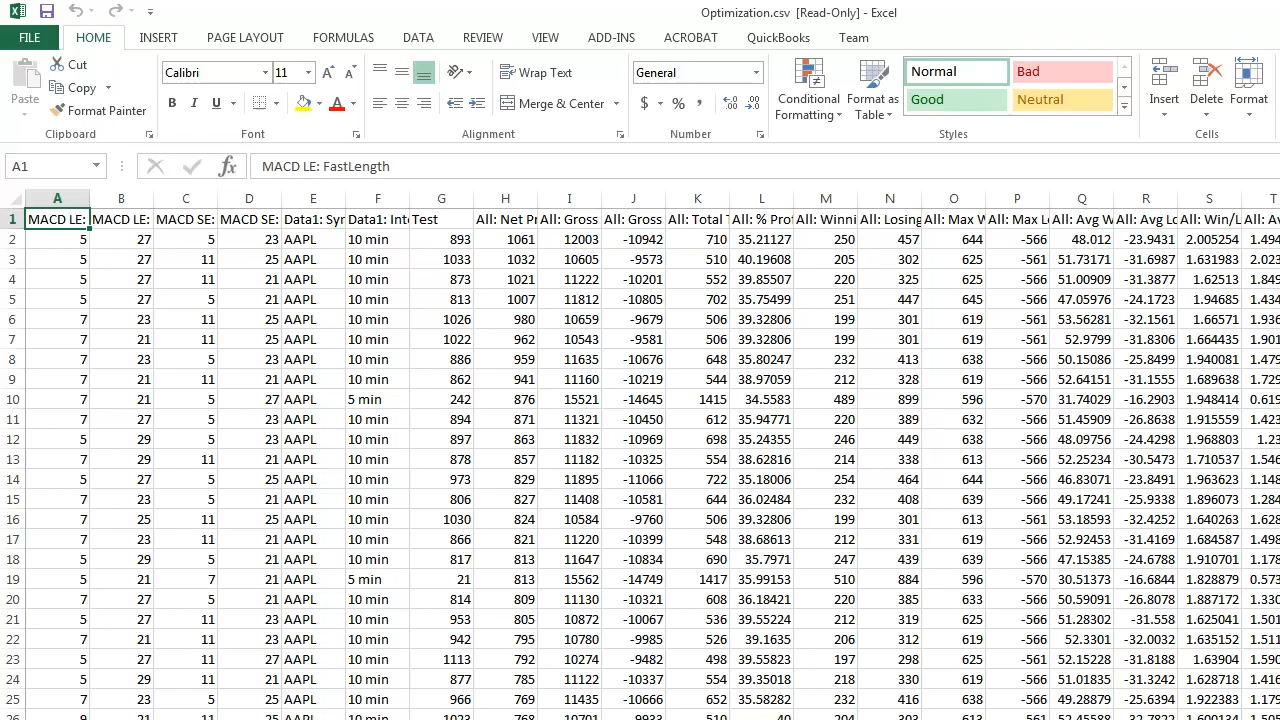 Optimization.csv [Read-Only] - Excel
FILE HOME INSERT PAGE LAYOUT FORMULAS DATA REVIEW VIEW ADD-INS ACROBAT QuickBooks Team
Paste Cut Copy Format Painter Clipboard
Calibri 11 B I U A Font
Wrap Text Merge & Center Alignment
General $ % , Number
Conditional Formatting Format as Table Normal Bad Good Neutral Styles
Insert Delete Format Cells
A1 fx MACD LE: FastLength
A B C D E F G H I J K L M N O P Q R S T
1 MACD LE: MACD LE: MACD SE: MACD SE: Data1: Syr Data1: Int Test All: Net Pr All: Gross All: Gross All: Total T All: % Prof All: Winni All: Losing All: Max W All: Max L All: Avg W All: Avg Lo All: Win/L All: Av
2 5 27 5 23 AAPL 10 min 893 1061 12003 -10942 710 35.21127 250 457 644 -566 48.012 -23.9431 2.005254 1.494
3 5 27 11 25 AAPL 10 min 1033 1032 10605 -9573 510 40.19608 205 302 625 -561 51.73171 -31.6987 1.631983 2.023
4 5 27 11 21 AAPL 10 min 873 1021 11222 -10201 552 39.85507 220 325 625 -566 51.00909 -31.3877 1.62513 1.849
5 5 27 5 21 AAPL 10 min 813 1007 11812 -10805 702 35.75499 251 447 645 -566 47.05976 -24.1723 1.94685 1.434
6 7 23 11 25 AAPL 10 min 1026 980 10659 -9679 506 39.32806 199 301 619 -561 53.56281 -32.1561 1.66571 1.936
7 7 21 11 25 AAPL 10 min 1022 962 10543 -9581 506 39.32806 199 301 619 -561 52.9799 -31.8306 1.664435 1.901
8 7 23 5 23 AAPL 10 min 886 959 11635 -10676 648 35.80247 232 413 638 -566 50.15086 -25.8499 1.940081 1.475
9 7 21 11 21 AAPL 10 min 862 941 11160 -10219 544 38.97059 212 328 619 -566 52.64151 -31.1555 1.689638 1.729
10 7 21 5 27 AAPL 5 min 242 876 15521 -14645 1415 34.5583 489 899 596 -570 31.74029 -16.2903 1.948414 0.619
11 7 27 5 23 AAPL 10 min 894 871 11321 -10450 612 35.94771 220 389 632 -566 51.45909 -26.8638 1.915559 1.423
12 5 29 5 23 AAPL 10 min 897 863 11832 -10969 698 35.24355 246 449 638 -566 48.09756 -24.4298 1.968803 1.23
13 7 29 11 21 AAPL 10 min 878 857 11182 -10325 554 38.62816 214 338 613 -566 52.25234 -30.5473 1.710537 1.546
14 5 27 5 25 AAPL 10 min 973 829 11895 -11066 722 35.18006 254 464 644 -566 46.83071 -23.8491 1.963623 1.148
15 7 23 5 21 AAPL 10 min 806 827 11408 -10581 644 36.02484 232 408 639 -566 49.17241 -25.9338 1.896073 1.284
16 7 25 11 25 AAPL 10 min 1030 824 10584 -9760 506 39.32806 199 301 613 -561 53.18593 -32.4252 1.640263 1.628
17 7 23 11 21 AAPL 10 min 866 821 11220 -10399 548 38.68613 212 331 619 -566 52.92453 -31.4169 1.684587 1.498
18 5 29 5 21 AAPL 10 min 817 813 11647 -10834 690 35.7971 247 439 639 -566 47.15385 -24.6788 1.910701 1.178
19 5 21 7 21 AAPL 5 min 21 813 15562 -14749 1417 35.99153 510 884 596 -570 30.51373 -16.6844 1.828879 0.573
20 7 27 5 21 AAPL 10 min 814 809 11130 -10321 608 36.18421 220 385 633 -566 50.59091 -26.8078 1.887172 1.330
21 5 27 11 23 AAPL 10 min 953 805 10872 -10067 536 39.55224 212 319 625 -566 51.28302 -31.558 1.625041 1.501
22 7 21 11 23 AAPL 10 min 942 795 10780 -9985 526 39.1635 206 312 619 -566 52.3301 -32.0032 1.635152 1.511
23 5 27 11 27 AAPL 10 min 1113 792 10274 -9482 498 39.55823 197 298 625 -561 52.15228 -31.8188 1.63904 1.590
24 5 29 11 21 AAPL 10 min 877 785 11122 -10337 554 39.35018 218 330 619 -566 51.01835 -31.3242 1.628718 1.416
25 7 23 5 25 AAPL 10 min 966 769 11435 -10666 652 35.58282 232 416 638 -566 49.28879 -25.6394 1.922383 1.17